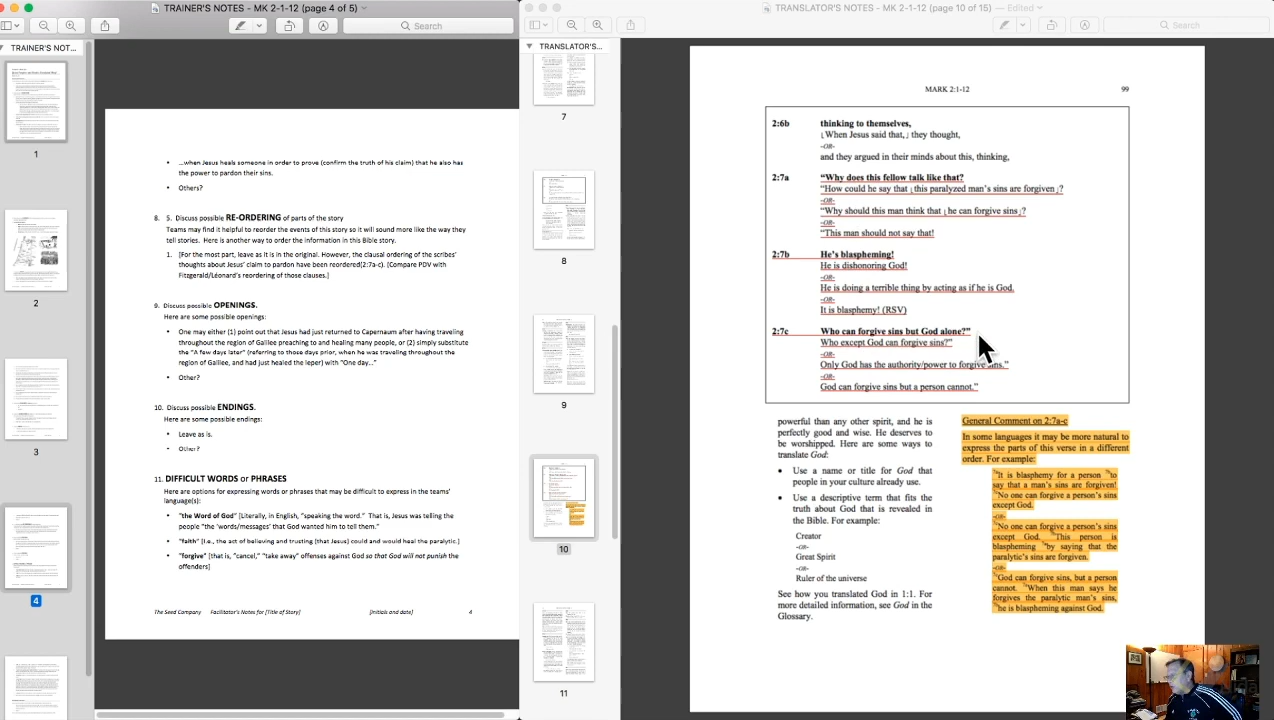 TRAINER'S NOTES - MK 2-1-12 (page 4 of 5)
Search
TRAINER'S NOT...
1
2
3
4
…when Jesus heals someone in order to prove (confirm the truth of his claim) that he also has
the power to pardon their sins.
Others?
8. 5. Discuss possible RE-ORDERING of parts of the story
Teams may find it helpful to reorder the events of this story so it will sound more like the way they
tell stories. Here is another way to order the information in this Bible story.
1. [For the most part, leave as it is in the original. However, the clausal ordering of the scribes'
thoughts about Jesus' claim to pardon have been reordered(2:7a-c). [Compare PDV with
Fitzgerald/Léonard's reordering of those clauses.]
9. Discuss possible OPENINGS.
Here are some possible openings:
One may either (1) point out that Jesus had just returned to Capernaum after having traveling
throughout the region of Galilee preaching to and healing many people, or (2) simply substitute
the "A few days later" (referring to those days prior, when he was traveling throughout the
region of Galilee, and had just healed the leper) with "One day…"
Other?
10. Discuss possible ENDINGS.
Here are some possible endings:
Leave as is.
Other?
11. DIFFICULT WORDS or PHRASES
Here are options for expressing words or phrases that may be difficult to express in the teams'
language(s):
"the Word of God" [Literally, in English, "speaking the word." That is, Jesus was telling the
people "the 'words/messages' that God wanted him to tell them."
"faith" [I.e., the act of believing and trusting [that Jesus] could and would heal the paralytic.]
"forgive" [that is, "cancel," "take away" offenses against God so that God will not punish the
offenders]
The Seed Company Facilitator's Notes for [Title of Story] [Initials and date] 4
TRANSLATOR'S NOTES - MK 2-1-12 (page 10 of 15) — Edited
Search
TRANSLATOR'S...
7
8
9
10
11
MARK 2:1-12 99
2:6b thinking to themselves,
⌊When Jesus said that,⌋ they thought,
-OR-
and they argued in their minds about this, thinking,
2:7a "Why does this fellow talk like that?
"How could he say that ⌊this paralyzed man's sins are forgiven⌋?
-OR-
"Why should this man think that ⌊he can forgive sins⌋?
-OR-
"This man should not say that!
2:7b He's blaspheming!
He is dishonoring God!
-OR-
He is doing a terrible thing by acting as if he is God.
-OR-
It is blasphemy! (RSV)
2:7c Who can forgive sins but God alone?"
Who except God can forgive sins?"
-OR-
Only God has the authority/power to forgive sins."
-OR-
God can forgive sins but a person cannot."
powerful than any other spirit, and he is
perfectly good and wise. He deserves to
be worshipped. Here are some ways to
translate God:
Use a name or title for God that
people in your culture already use.
Use a descriptive term that fits the
truth about God that is revealed in
the Bible. For example:
Creator
-OR-
Great Spirit
-OR-
Ruler of the universe
See how you translated God in 1:1. For
more detailed information, see God in the
Glossary.
General Comment on 2:7a-c
In some languages it may be more natural to
express the parts of this verse in a different
order. For example:
It is blasphemy for a person to
say that a man's sins are forgiven!
No one can forgive a person's sins
except God.
-OR-
No one can forgive a person's sins
except God. This person is
blaspheming by saying that the
paralytic's sins are forgiven.
-OR-
God can forgive sins, but a person
cannot. When this man says he
forgives the paralytic man's sins,
he is blaspheming against God.